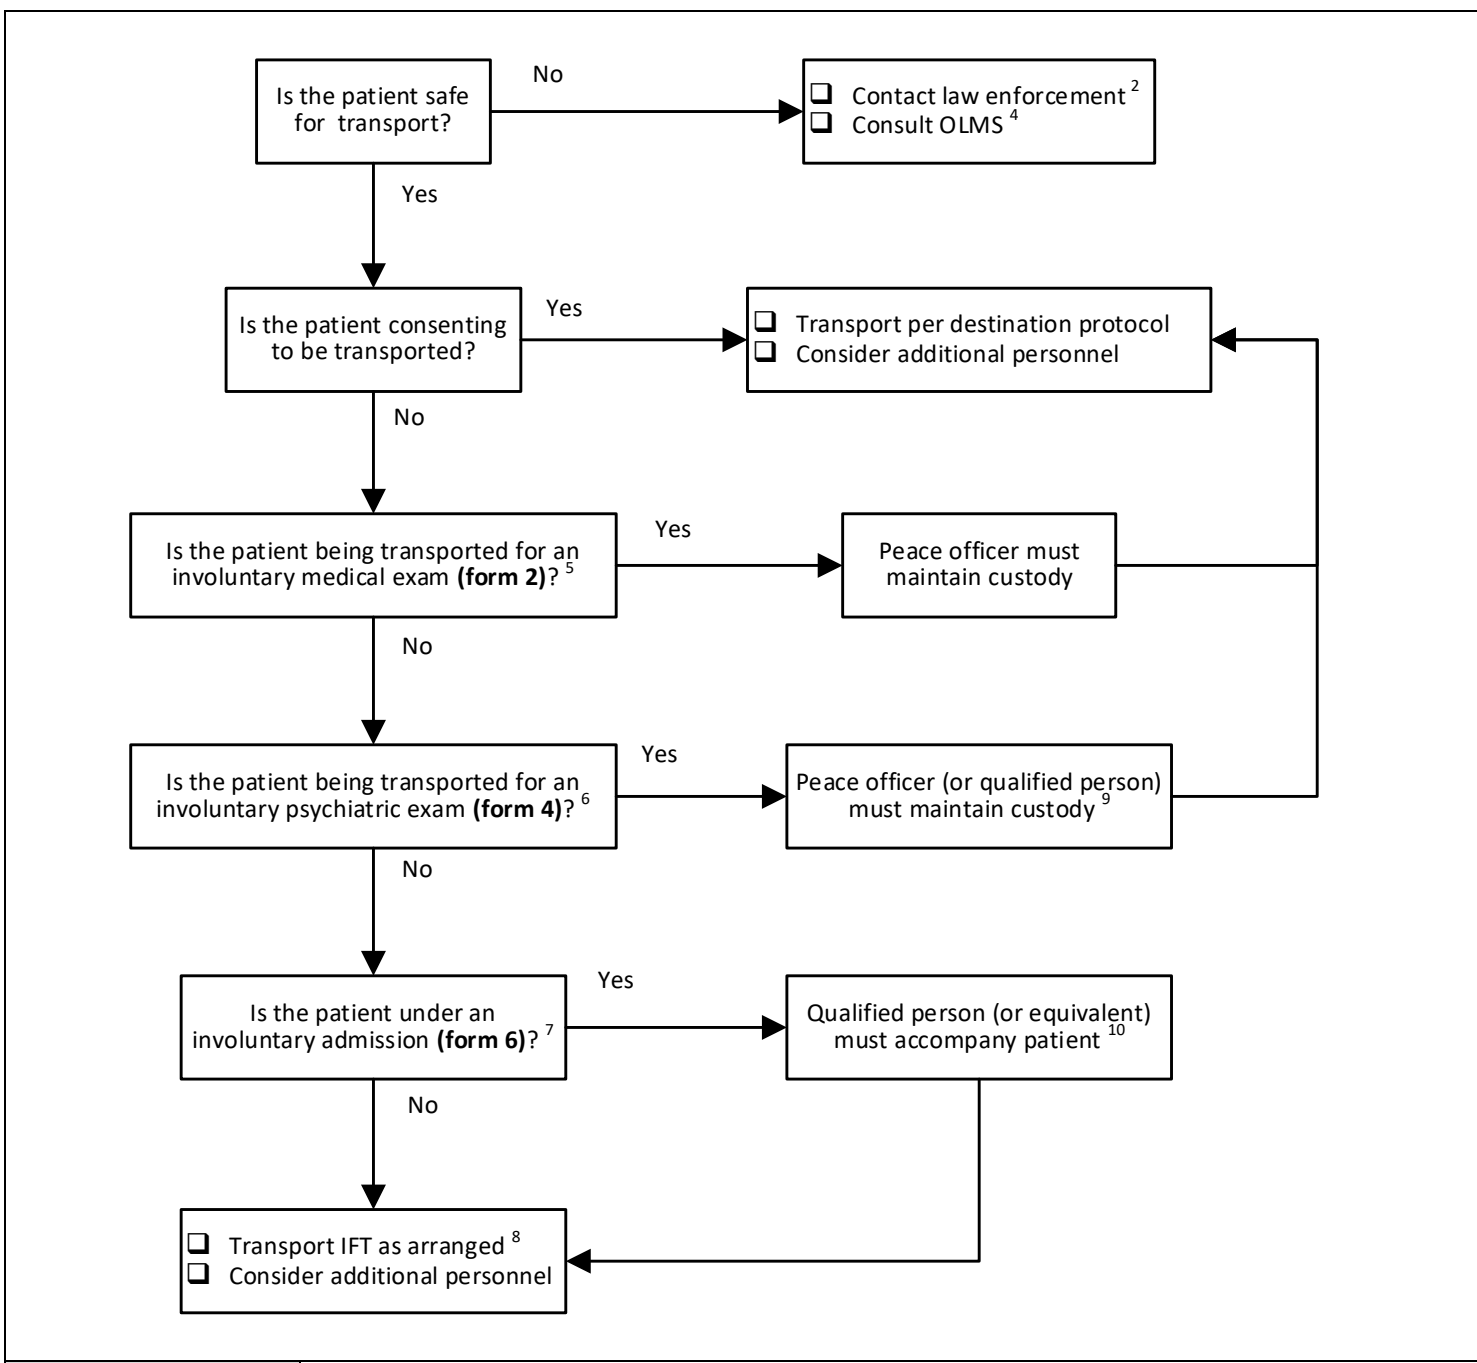 Is the patient safe
for transport?
No
❑ Contact law enforcement 2
❑ Consult OLMS 4
Yes
Is the patient consenting
to be transported?
Yes
❑ Transport per destination protocol
❑ Consider additional personnel
No
Is the patient being transported for an
involuntary medical exam (form 2)? 5
Yes
Peace officer must
maintain custody
No
Is the patient being transported for an
involuntary psychiatric exam (form 4)? 6
Yes
Peace officer (or qualified person)
must maintain custody 9
No
Is the patient under an
involuntary admission (form 6)? 7
Yes
Qualified person (or equivalent)
must accompany patient 10
No
❑ Transport IFT as arranged 8
❑ Consider additional personnel